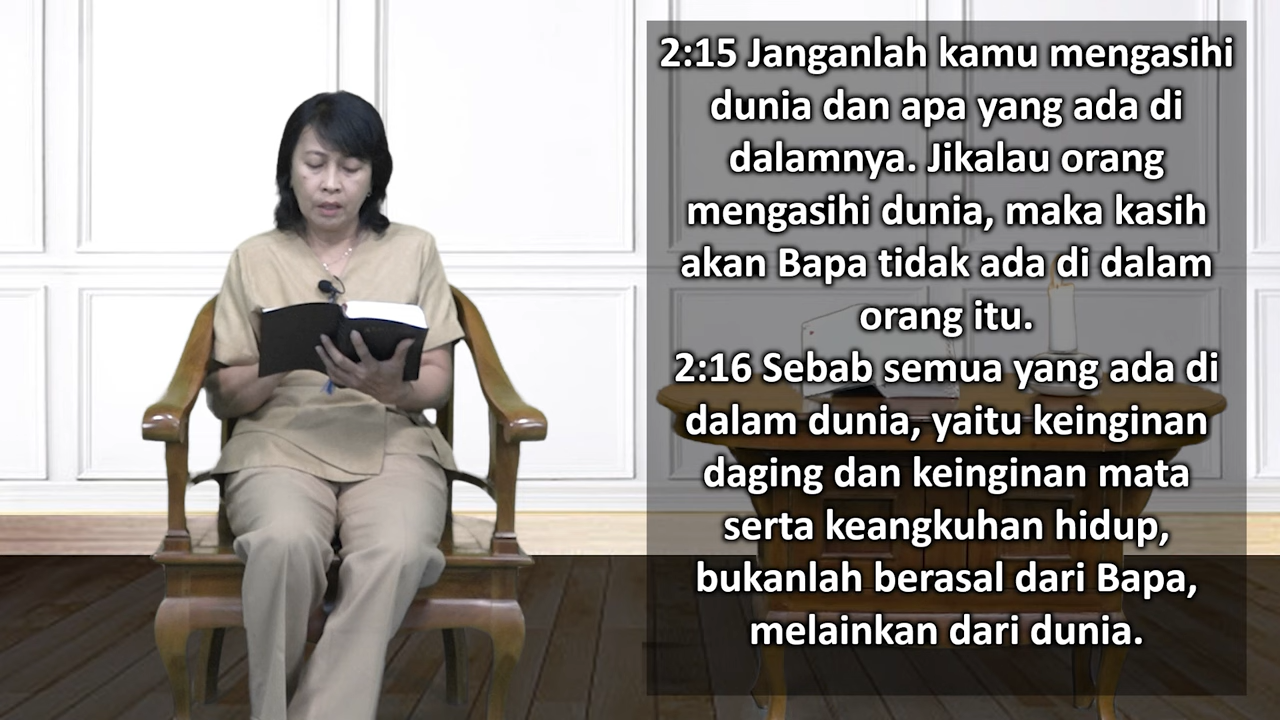 2:15 Janganlah kamu mengasihi
dunia dan apa yang ada di
dalamnya. Jikalau orang
mengasihi dunia, maka kasih
akan Bapa tidak ada di dalam
orang itu.
2:16 Sebab semua yang ada di
dalam dunia, yaitu keinginan
daging dan keinginan mata
serta keangkuhan hidup,
bukanlah berasal dari Bapa,
melainkan dari dunia.